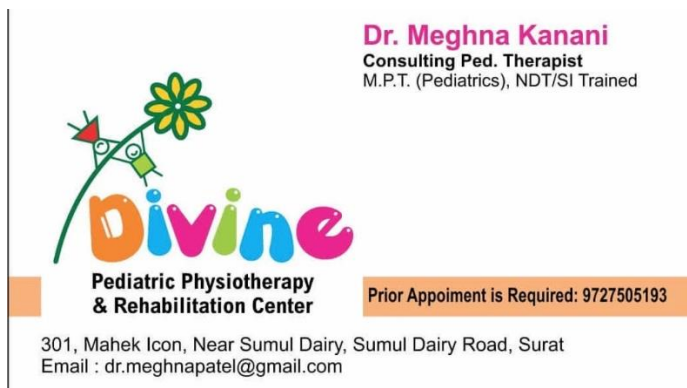 Dr. Meghna Kanani
Consulting Ped. Therapist
M.P.T. (Pediatrics), NDT/SI Trained
Divine
Pediatric Physiotherapy
& Rehabilitation Center
Prior Appoiment is Required: 9727505193
301, Mahek Icon, Near Sumul Dairy, Sumul Dairy Road, Surat
Email : dr.meghnapatel@gmail.com